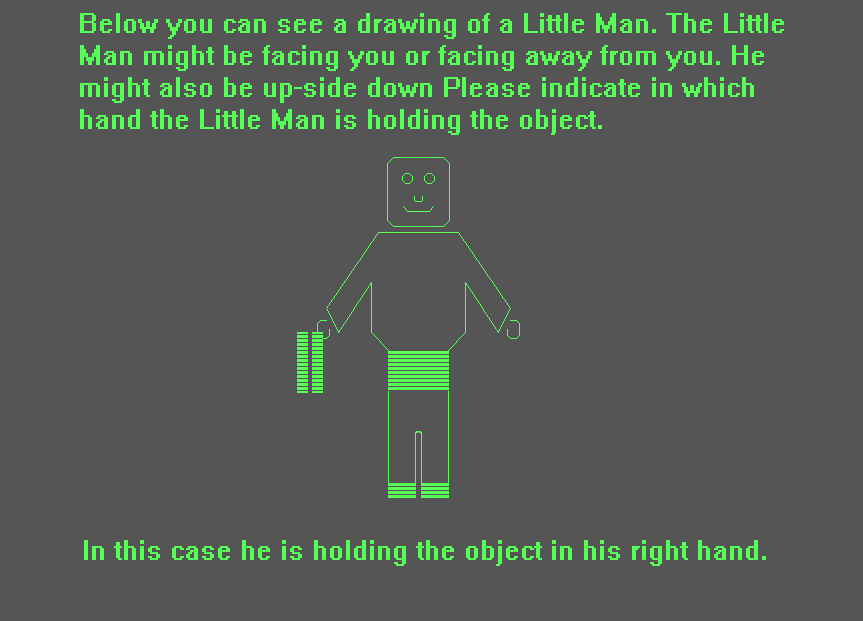 Below you can see a drawing of a Little Man. The Little
Man might be facing you or facing away from you. He
might also be up-side down Please indicate in which
hand the Little Man is holding the object.
In this case he is holding the object in his right hand.